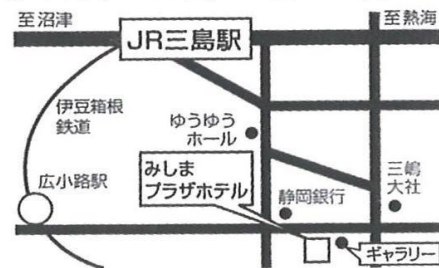 至沼津
至熱海
JR三島駅
伊豆箱根
鉄道
ゆうゆう
ホール
みしま
プラザホテル
三嶋
大社
広小路駅
静岡銀行
ギャラリー